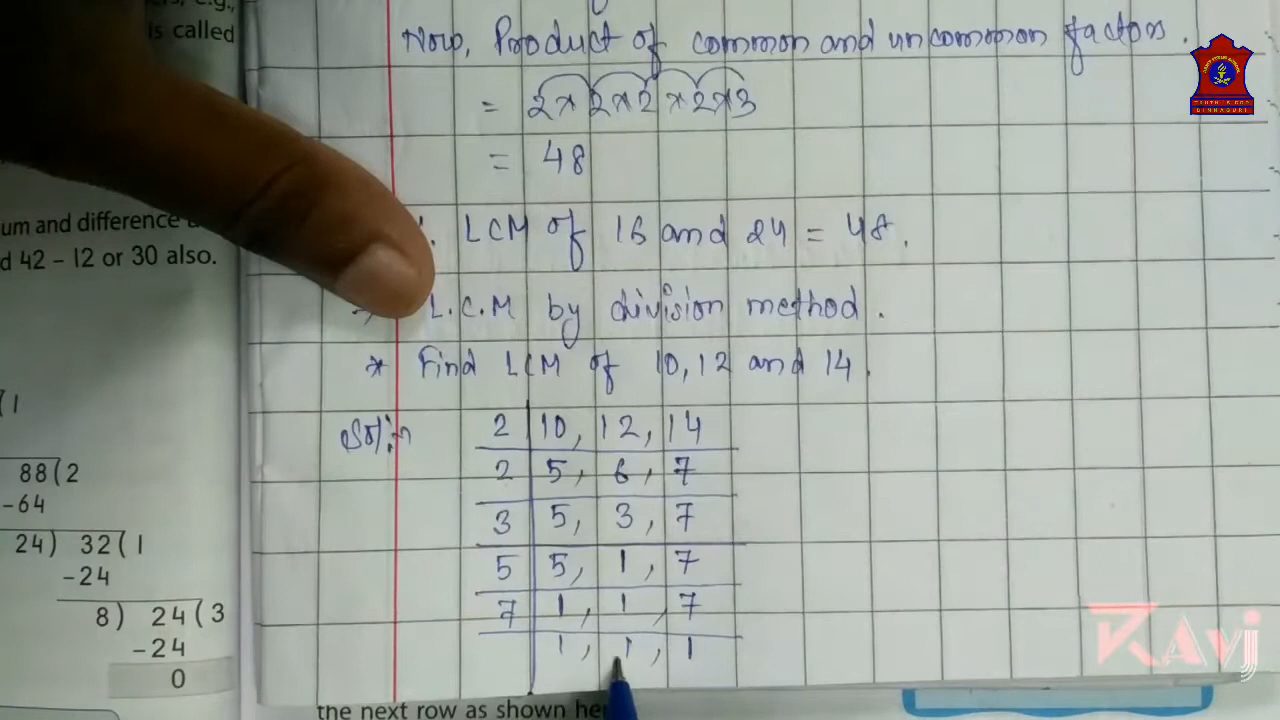 is called
um and difference
d 42 – 12 or 30 also.
(1
88(2
–64
24) 32(1
–24
8) 24(3
–24
0
Now, Product of common and uncommon factors.
= 2×2×2×2×3
= 48
∴ LCM of 16 and 24 = 48.
→ L.C.M by division method.
* Find LCM of 10, 12 and 14.
Sol:-
2 10, 12, 14
2 5, 6, 7
3 5, 3, 7
5 5, 1, 7
7 1, 1, 7
1, 1, 1
the next row as shown
RAvj